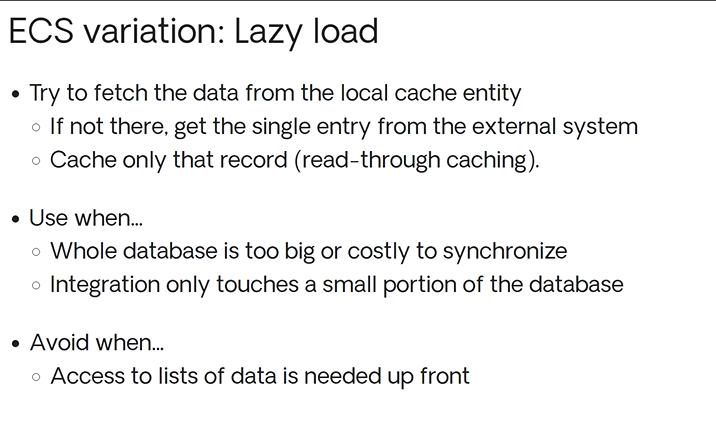 ECS variation: Lazy load
• Try to fetch the data from the local cache entity
○ If not there, get the single entry from the external system
○ Cache only that record (read-through caching).
• Use when...
○ Whole database is too big or costly to synchronize
○ Integration only touches a small portion of the database
• Avoid when...
○ Access to lists of data is needed up front